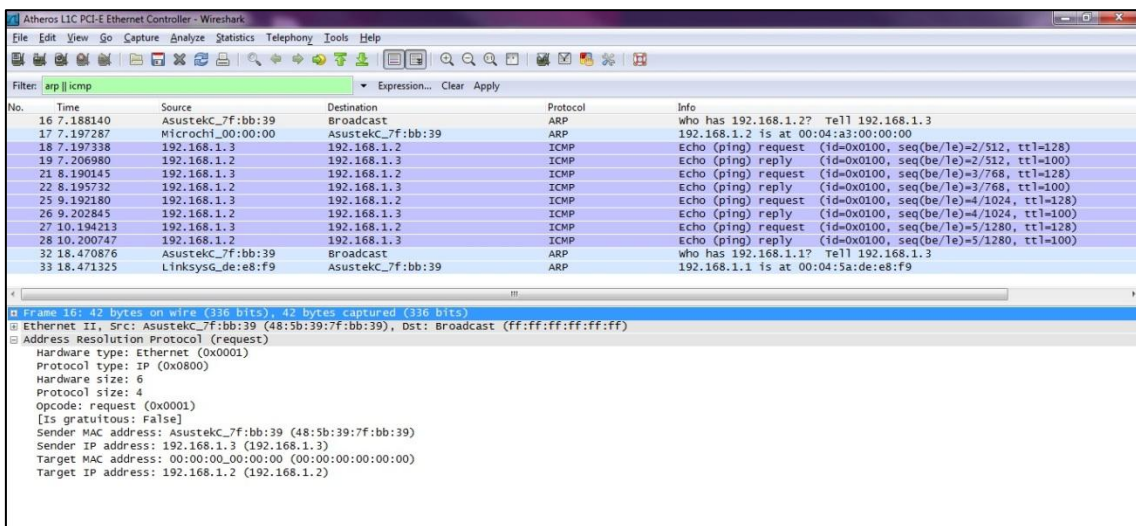 Atheros L1C PCI-E Ethernet Controller - Wireshark
File Edit View Go Capture Analyze Statistics Telephony Tools Help
Filter: arp || icmp Expression... Clear Apply
No. Time Source Destination Protocol Info
16 7.188140 AsustekC_7f:bb:39 Broadcast ARP who has 192.168.1.2? Tell 192.168.1.3
17 7.197287 Microchi_00:00:00 AsustekC_7f:bb:39 ARP 192.168.1.2 is at 00:04:a3:00:00:00
18 7.197338 192.168.1.3 192.168.1.2 ICMP Echo (ping) request (id=0x0100, seq(be/le)=2/512, ttl=128)
19 7.206980 192.168.1.2 192.168.1.3 ICMP Echo (ping) reply (id=0x0100, seq(be/le)=2/512, ttl=100)
21 8.190145 192.168.1.3 192.168.1.2 ICMP Echo (ping) request (id=0x0100, seq(be/le)=3/768, ttl=128)
22 8.195732 192.168.1.2 192.168.1.3 ICMP Echo (ping) reply (id=0x0100, seq(be/le)=3/768, ttl=100)
25 9.192180 192.168.1.3 192.168.1.2 ICMP Echo (ping) request (id=0x0100, seq(be/le)=4/1024, ttl=128)
26 9.202845 192.168.1.2 192.168.1.3 ICMP Echo (ping) reply (id=0x0100, seq(be/le)=4/1024, ttl=100)
27 10.194213 192.168.1.3 192.168.1.2 ICMP Echo (ping) request (id=0x0100, seq(be/le)=5/1280, ttl=128)
28 10.200747 192.168.1.2 192.168.1.3 ICMP Echo (ping) reply (id=0x0100, seq(be/le)=5/1280, ttl=100)
32 18.470876 AsustekC_7f:bb:39 Broadcast ARP who has 192.168.1.1? Tell 192.168.1.3
33 18.471325 LinksysG_de:e8:f9 AsustekC_7f:bb:39 ARP 192.168.1.1 is at 00:04:5a:de:e8:f9
Frame 16: 42 bytes on wire (336 bits), 42 bytes captured (336 bits)
Ethernet II, Src: AsustekC_7f:bb:39 (48:5b:39:7f:bb:39), Dst: Broadcast (ff:ff:ff:ff:ff:ff)
Address Resolution Protocol (request)
Hardware type: Ethernet (0x0001)
Protocol type: IP (0x0800)
Hardware size: 6
Protocol size: 4
Opcode: request (0x0001)
[Is gratuitous: False]
Sender MAC address: AsustekC_7f:bb:39 (48:5b:39:7f:bb:39)
Sender IP address: 192.168.1.3 (192.168.1.3)
Target MAC address: 00:00:00_00:00:00 (00:00:00:00:00:00)
Target IP address: 192.168.1.2 (192.168.1.2)